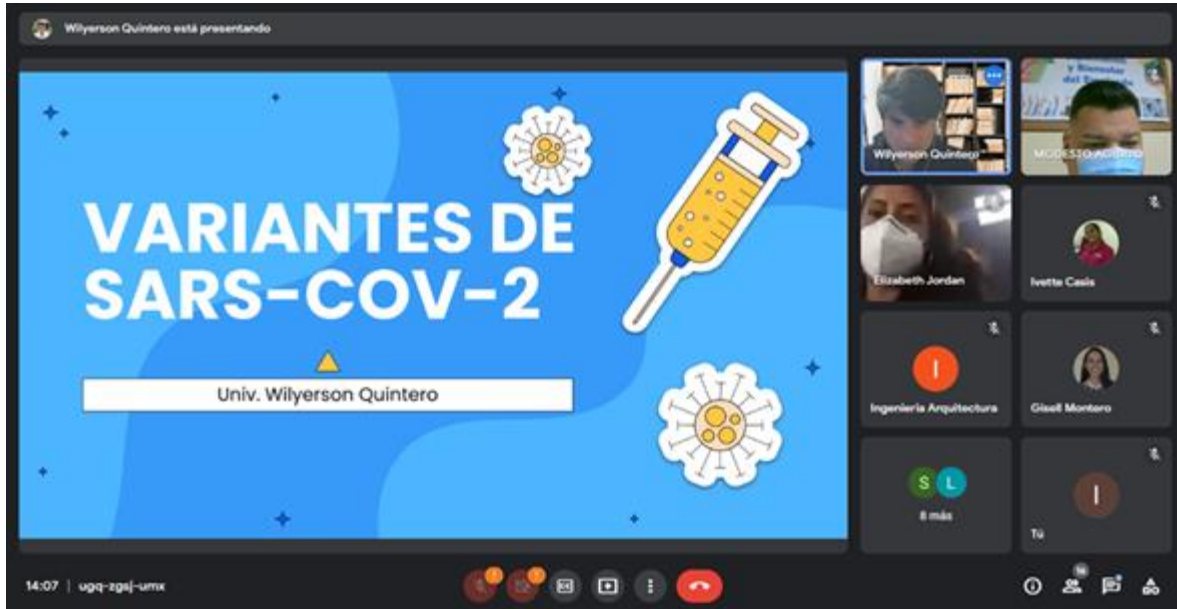 Wilyerson Quintero está presentando
VARIANTES DE
SARS-COV-2
Univ. Wilyerson Quintero
Wilyerson Quintero
y Bienestar
MODESTO
Elizabeth Jordan
Ivette Casis
Ingeniería Arquitectura
Gisell Montero
I
I
S L
8 más
Tú
14:07 | ugq-zgsj-umx